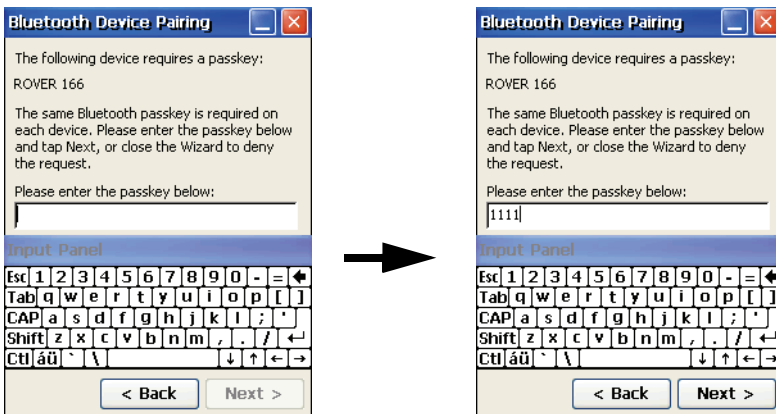 Bluetooth Device Pairing
The following device requires a passkey:
ROVER 166
The same Bluetooth passkey is required on
each device. Please enter the passkey below
and tap Next, or close the Wizard to deny
the request.
Please enter the passkey below:
Input Panel
Esc 1 2 3 4 5 6 7 8 9 0 - =
Tab q w e r t y u i o p [ ]
CAP a s d f g h j k l ; '
Shift z x c v b n m , . /
Ctl áü ` \ ↓ ↑ ← →
< Back Next >
Bluetooth Device Pairing
The following device requires a passkey:
ROVER 166
The same Bluetooth passkey is required on
each device. Please enter the passkey below
and tap Next, or close the Wizard to deny
the request.
Please enter the passkey below:
1111
Input Panel
Esc 1 2 3 4 5 6 7 8 9 0 - =
Tab q w e r t y u i o p [ ]
CAP a s d f g h j k l ; '
Shift z x c v b n m , . /
Ctl áü ` \ ↓ ↑ ← →
< Back Next >